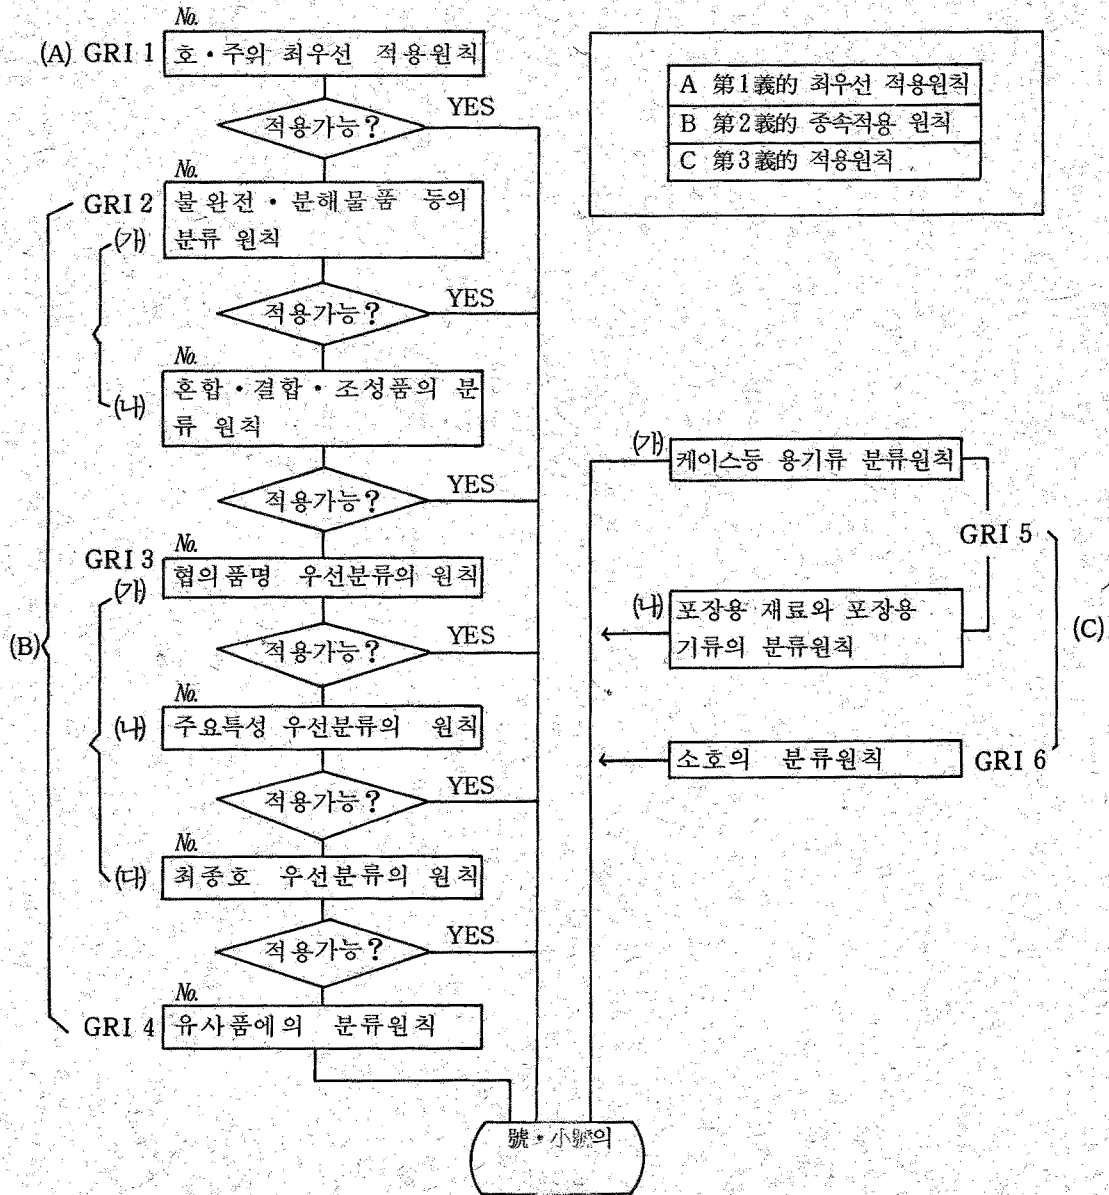 No.
(A) GRI 1 호·주의 최우선 적용원칙
적용가능? YES
No.
GRI 2 불완전·분해물품 등의
(가) 분류 원칙
적용가능? YES
No.
(나) 혼합·결합·조성품의 분
류 원칙
적용가능? YES
No.
GRI 3 협의품명 우선분류의 원칙
(가)
적용가능? YES
(B)
No.
(나) 주요특성 우선분류의 원칙
적용가능? YES
No.
(다) 최종호 우선분류의 원칙
적용가능? YES
No.
GRI 4 유사품에의 분류원칙
A 第1義的 최우선 적용원칙
B 第2義的 종속적용 원칙
C 第3義的 적용원칙
(가) 케이스등 용기류 분류원칙
GRI 5
(나) 포장용 재료와 포장용
기류의 분류원칙
(C)
소호의 분류원칙 GRI 6
號·小號의